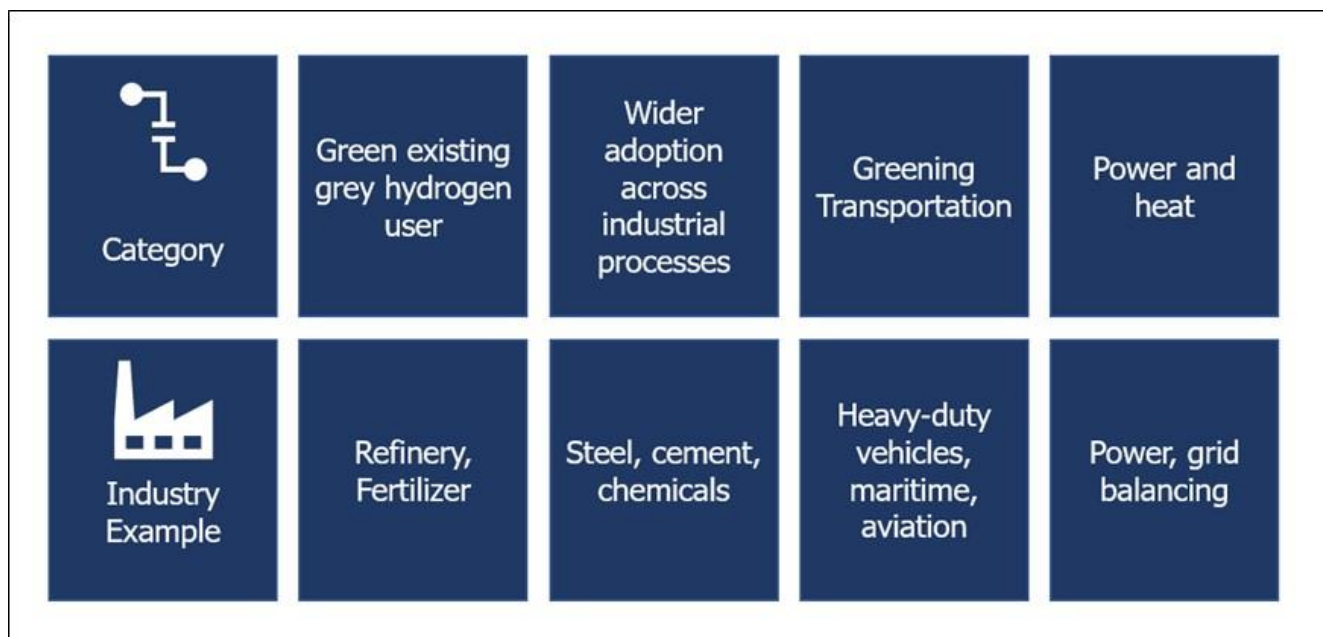 Category
Green existing
grey hydrogen
user
Wider
adoption
across
industrial
processes
Greening
Transportation
Power and
heat
Industry
Example
Refinery,
Fertilizer
Steel, cement,
chemicals
Heavy-duty
vehicles,
maritime,
aviation
Power, grid
balancing